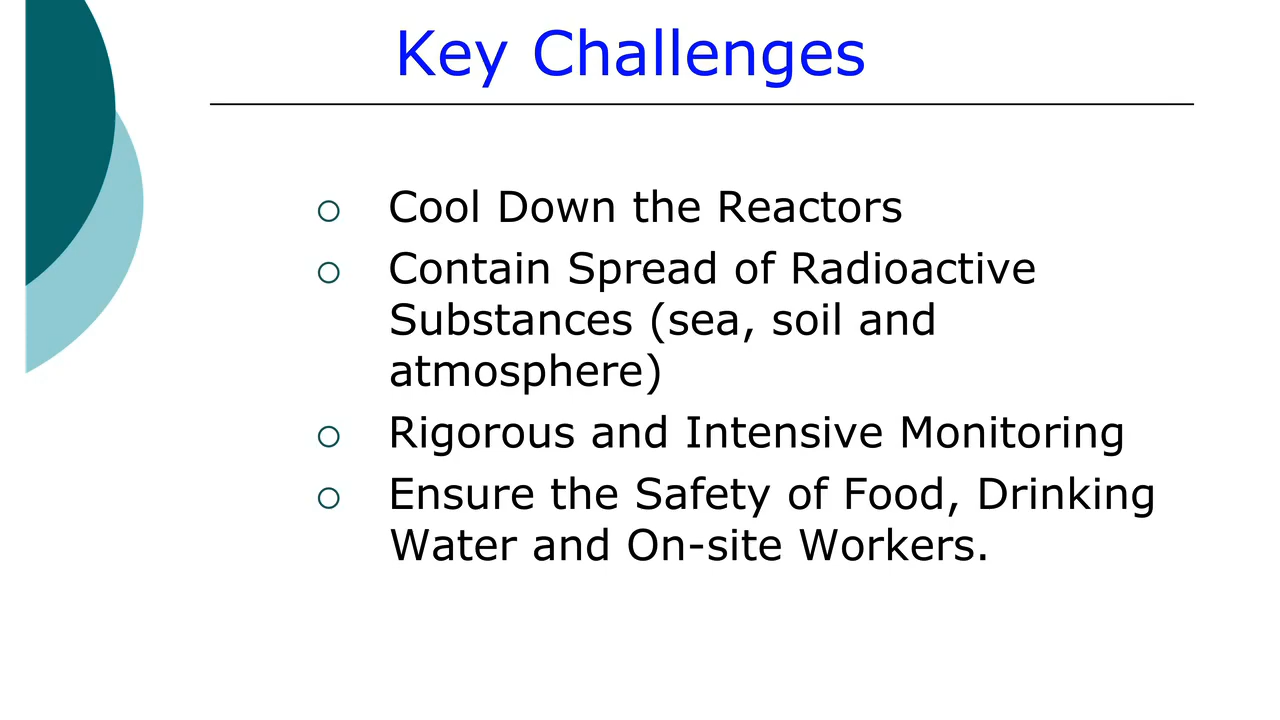 Key Challenges
Cool Down the Reactors
Contain Spread of Radioactive
Substances (sea, soil and
atmosphere)
Rigorous and Intensive Monitoring
Ensure the Safety of Food, Drinking
Water and On-site Workers.